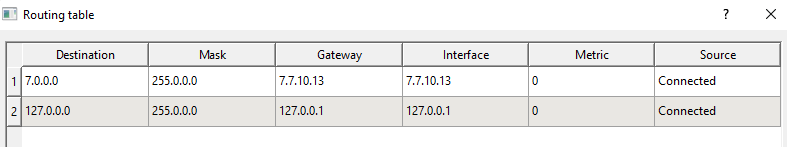 Routing table ?
Destination Mask Gateway Interface Metric Source
1 7.0.0.0 255.0.0.0 7.7.10.13 7.7.10.13 0 Connected
2 127.0.0.0 255.0.0.0 127.0.0.1 127.0.0.1 0 Connected